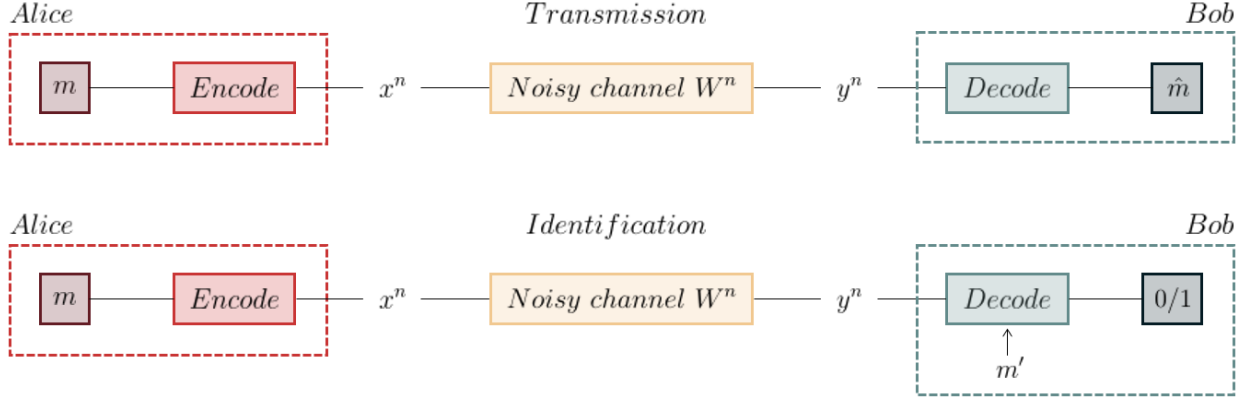 Alice Transmission Bob
m Encode xⁿ Noisy channel Wⁿ yⁿ Decode m̂
Alice Identification Bob
m Encode xⁿ Noisy channel Wⁿ yⁿ Decode 0/1
m′